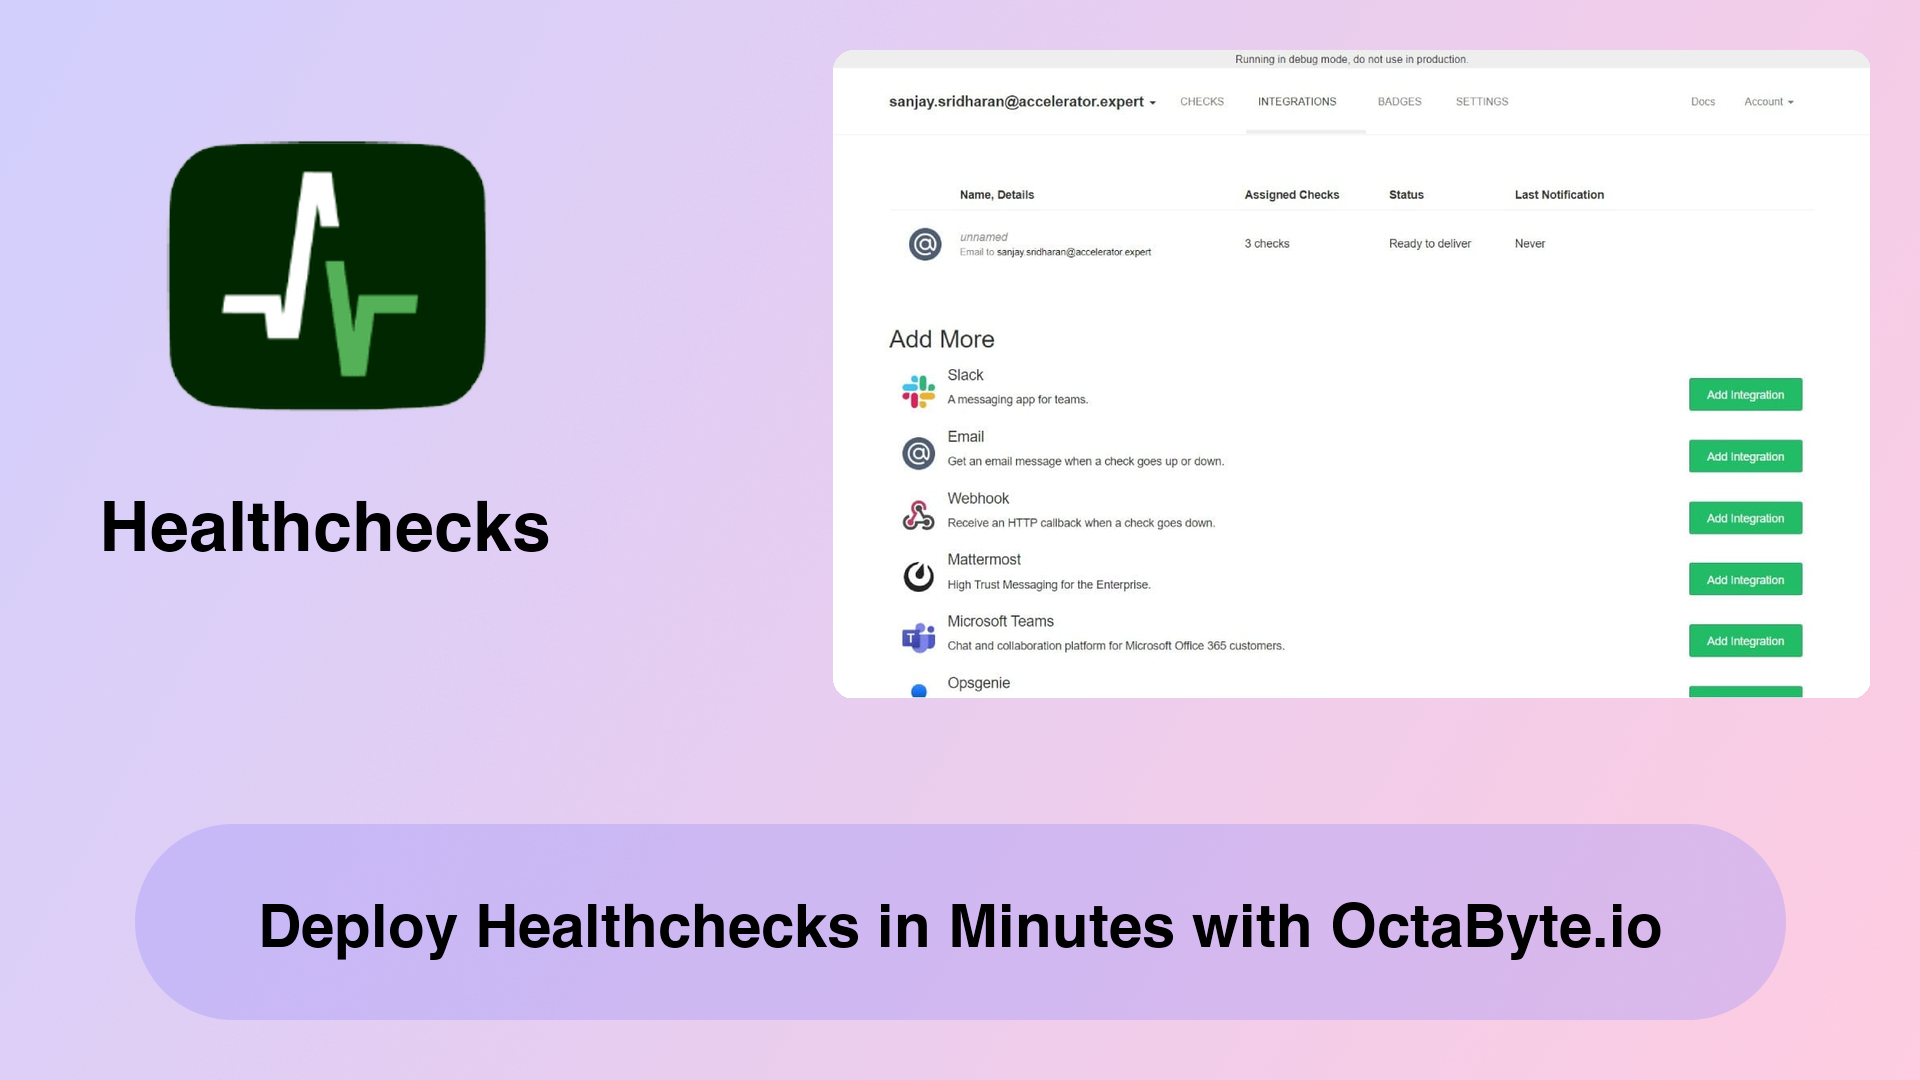 Running in debug mode, do not use in production.
sanjay.sridharan@accelerator.expert CHECKS INTEGRATIONS BADGES SETTINGS Docs Account
Name, Details Assigned Checks Status Last Notification
unnamed
Email to sanjay.sridharan@accelerator.expert 3 checks Ready to deliver Never
Add More
Slack
A messaging app for teams. Add Integration
Email
Get an email message when a check goes up or down. Add Integration
Webhook
Receive an HTTP callback when a check goes down. Add Integration
Mattermost
High Trust Messaging for the Enterprise. Add Integration
Microsoft Teams
Chat and collaboration platform for Microsoft Office 365 customers. Add Integration
Opsgenie
Healthchecks
Deploy Healthchecks in Minutes with OctaByte.io